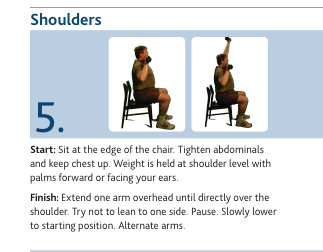 Shoulders
5.
Start: Sit at the edge of the chair. Tighten abdominals
and keep chest up. Weight is held at shoulder level with
palms forward or facing your ears.
Finish: Extend one arm overhead until directly over the
shoulder. Try not to lean to one side. Pause. Slowly lower
to starting position. Alternate arms.